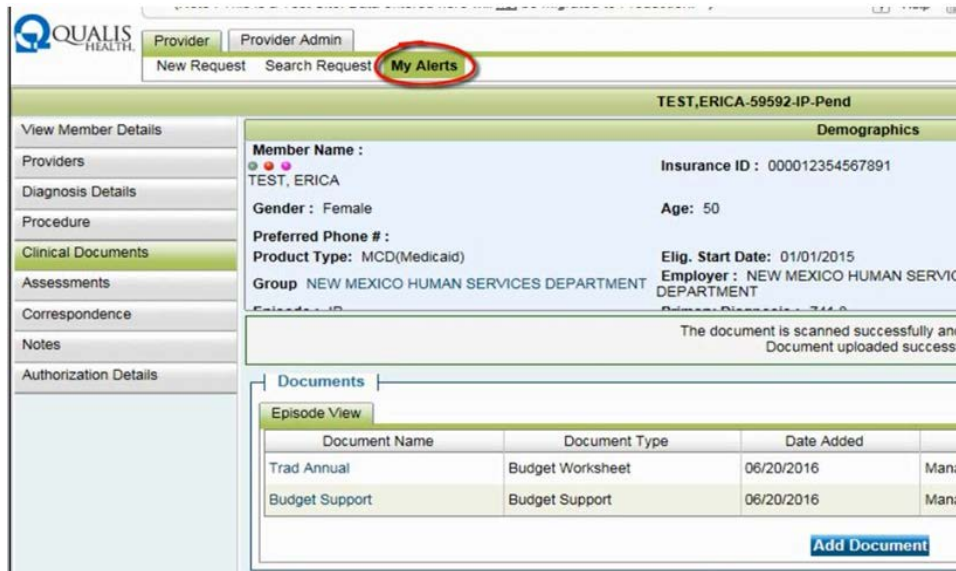 QUALIS HEALTH.
Provider Provider Admin
New Request Search Request My Alerts
TEST,ERICA-59592-IP-Pend
View Member Details
Providers
Diagnosis Details
Procedure
Clinical Documents
Assessments
Correspondence
Notes
Authorization Details
Demographics
Member Name :
TEST, ERICA
Insurance ID : 000012354567891
Gender : Female Age: 50
Preferred Phone # :
Product Type: MCD(Medicaid) Elig. Start Date: 01/01/2015
Group NEW MEXICO HUMAN SERVICES DEPARTMENT Employer : NEW MEXICO HUMAN SERVIC
DEPARTMENT
The document is scanned successfully and
Document uploaded success
Documents
Episode View
Document Name Document Type Date Added
Trad Annual Budget Worksheet 06/20/2016 Mana
Budget Support Budget Support 06/20/2016 Mana
Add Document